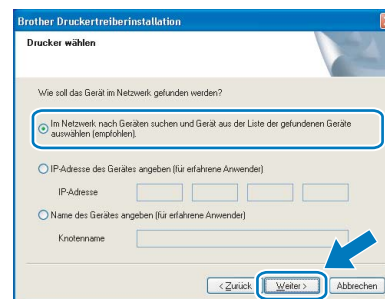 Brother Druckertreiberinstallation
Drucker wählen
Wie soll das Gerät im Netzwerk gefunden werden?
Im Netzwerk nach Geräten suchen und Gerät aus der Liste der gefundenen Geräte
auswählen (empfohlen).
IP-Adresse des Gerätes angeben (für erfahrene Anwender)
IP-Adresse
Name des Gerätes angeben (für erfahrene Anwender)
Knotenname
< Zurück Weiter > Abbrechen